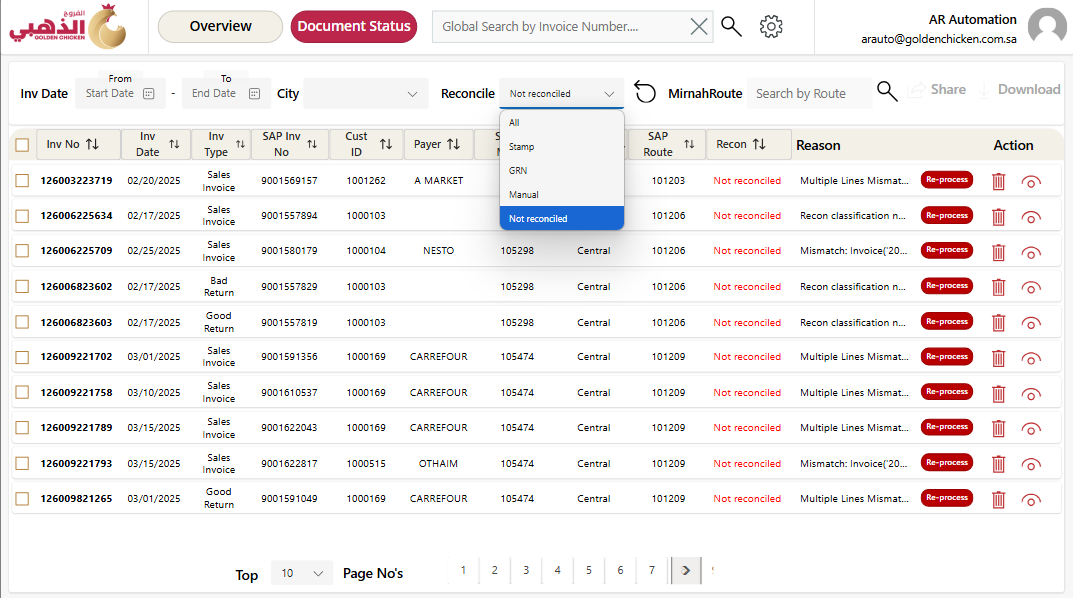 الفروج
الذهبي
GOLDEN CHICKEN
Overview
Document Status
Global Search by Invoice Number....
AR Automation
arauto@goldenchicken.com.sa
Inv Date
From
Start Date
-
To
End Date
City
Reconcile
Not reconciled
MirnahRoute
Search by Route
Share
Download
All
Stamp
GRN
Manual
Not reconciled
Inv No
Inv Date
Inv Type
SAP Inv No
Cust ID
Payer
SAP Route
Recon
Reason
Action
126003223719 02/20/2025 Sales Invoice 9001569157 1001262 A MARKET 101203 Not reconciled Multiple Lines Mismat... Re-process
126006225634 02/17/2025 Sales Invoice 9001557894 1000103 101206 Not reconciled Recon classification n... Re-process
126006225709 02/25/2025 Sales Invoice 9001580179 1000104 NESTO 105298 Central 101206 Not reconciled Mismatch: Invoice('20... Re-process
126006823602 02/17/2025 Bad Return 9001557829 1000103 105298 Central 101206 Not reconciled Recon classification n... Re-process
126006823603 02/17/2025 Good Return 9001557819 1000103 105298 Central 101206 Not reconciled Recon classification n... Re-process
126009221702 03/01/2025 Sales Invoice 9001591356 1000169 CARREFOUR 105474 Central 101209 Not reconciled Multiple Lines Mismat... Re-process
126009221758 03/10/2025 Sales Invoice 9001610537 1000169 CARREFOUR 105474 Central 101209 Not reconciled Multiple Lines Mismat... Re-process
126009221789 03/15/2025 Sales Invoice 9001622043 1000169 CARREFOUR 105474 Central 101209 Not reconciled Multiple Lines Mismat... Re-process
126009221793 03/15/2025 Sales Invoice 9001622817 1000515 OTHAIM 105474 Central 101209 Not reconciled Mismatch: Invoice('20... Re-process
126009821265 03/01/2025 Good Return 9001591049 1000169 CARREFOUR 105474 Central 101209 Not reconciled Multiple Lines Mismat... Re-process
Top 10 Page No's 1 2 3 4 5 6 7 >